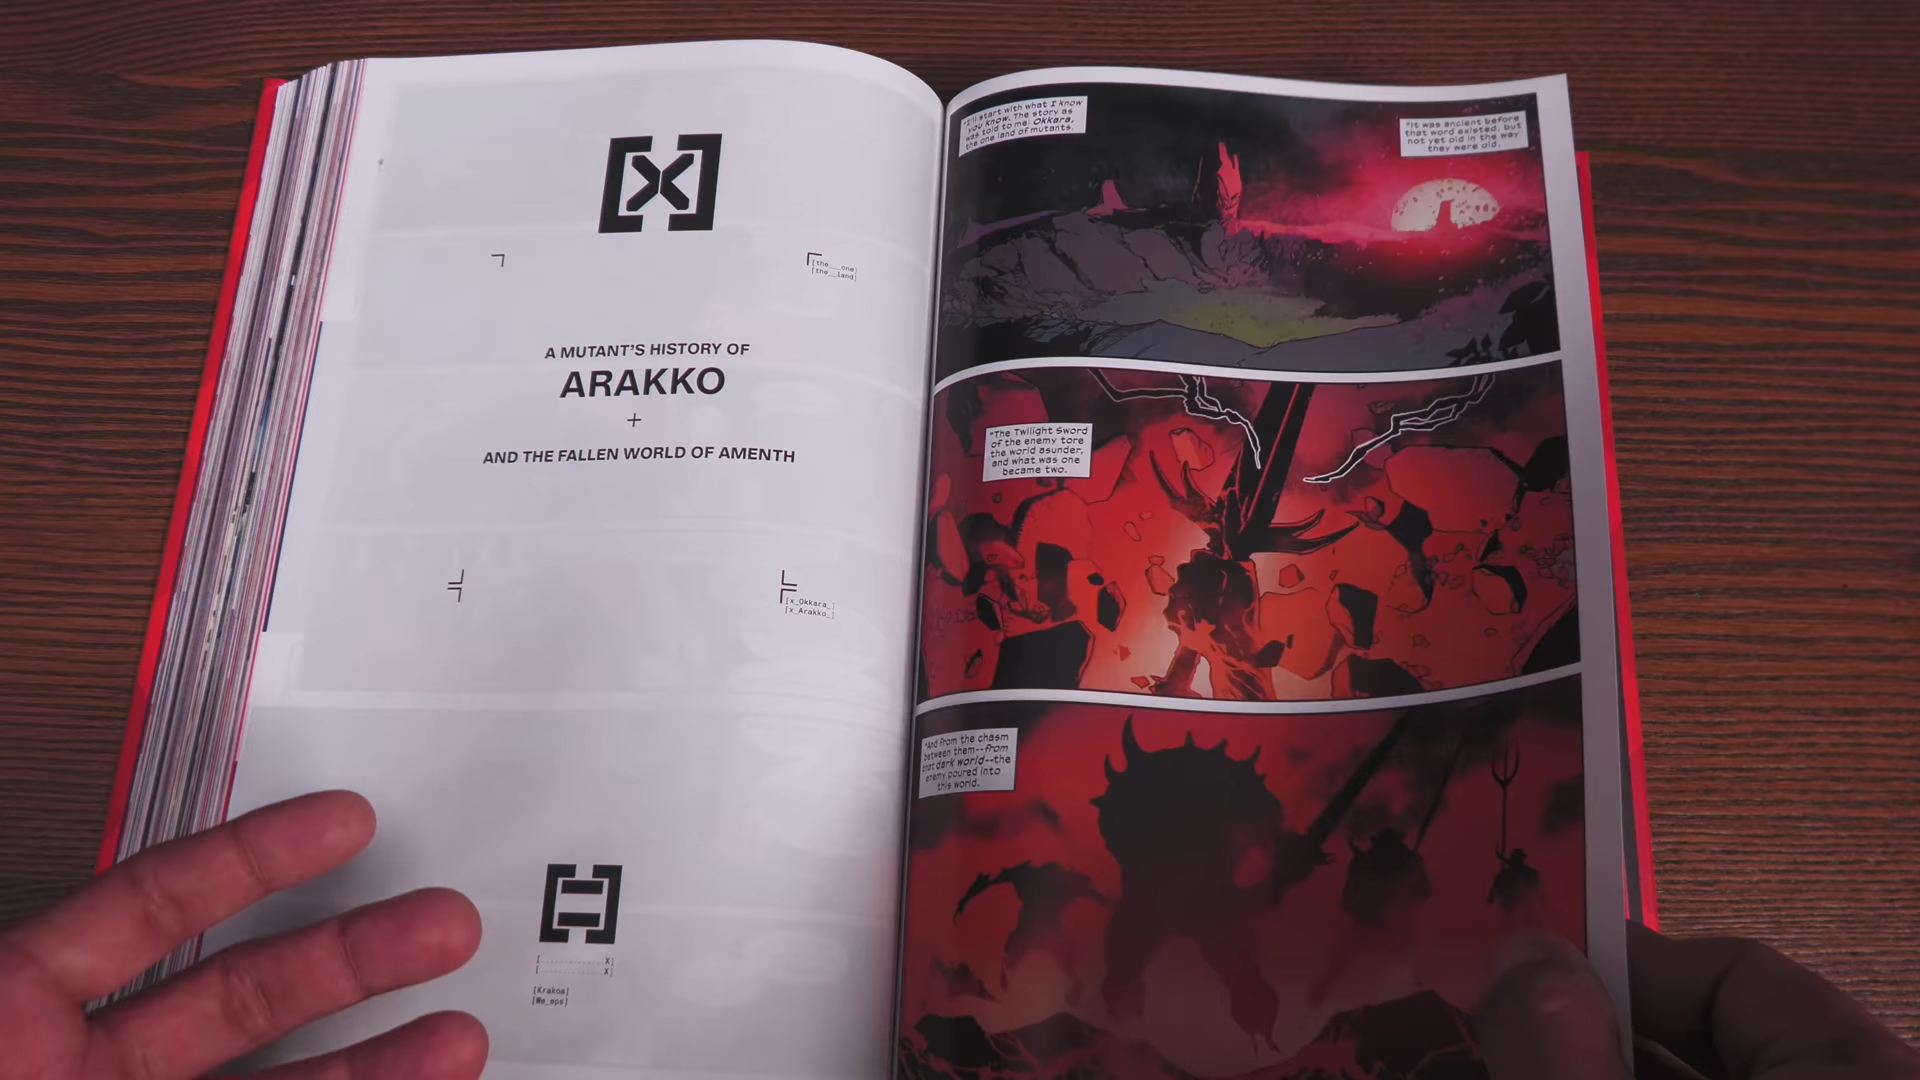 [X]
[the___one]
[the__land]
A MUTANT'S HISTORY OF
ARAKKO
+
AND THE FALLEN WORLD OF AMENTH
[x_Okkara_]
[x_Arakko_]
[Krakoa]
[We_eps]
"I'll start with what I know
you know. The story as
was told to me: Okkara,
the one land of mutants.
"It was ancient before
that word existed, but
not yet old in the way
they were old.
"The Twilight Sword
of the enemy tore
the world asunder,
and what was one
became two.
"And from the chasm
between them--from
that dark world--the
enemy poured into
this world.